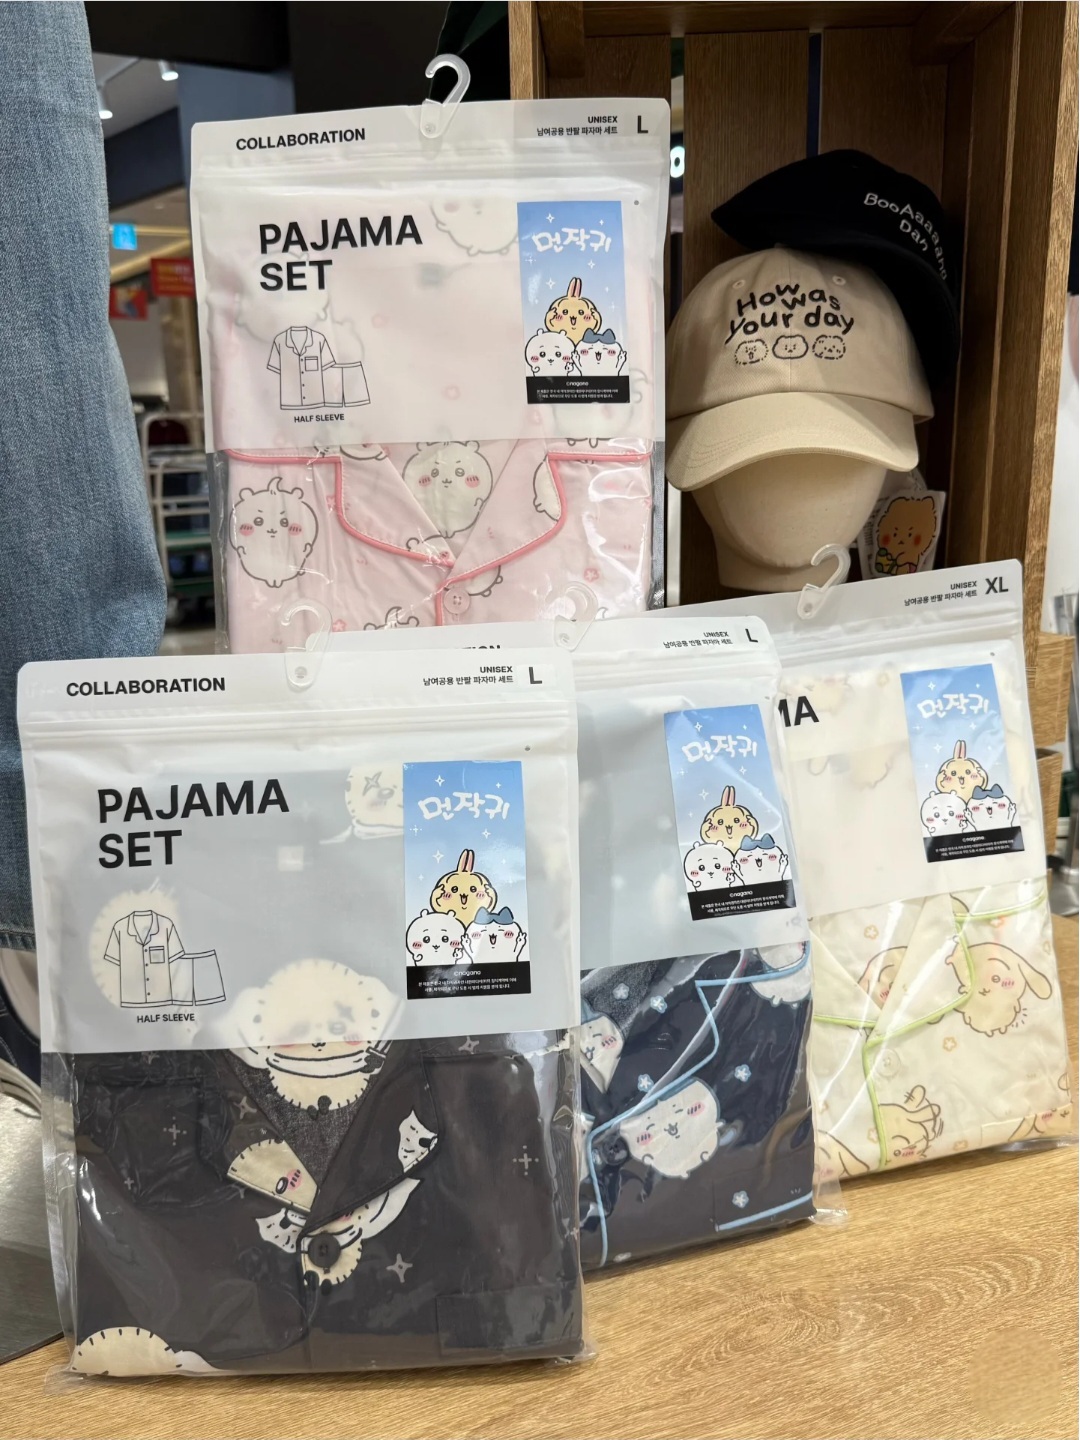 COLLABORATION
UNISEX
남여공용 반팔 파자마 세트
L
PAJAMA
SET
먼작귀
HALF SLEEVE
©nagano
BooAaaaaang
Dan
How was
your day
UNISEX
남여공용 반팔 파자마 세트
XL
MA
먼작귀
©nagano
UNISEX
남여공용 반팔 파자마 세트
L
먼작귀
©nagano
COLLABORATION
UNISEX
남여공용 반팔 파자마 세트
L
PAJAMA
SET
먼작귀
HALF SLEEVE
©nagano